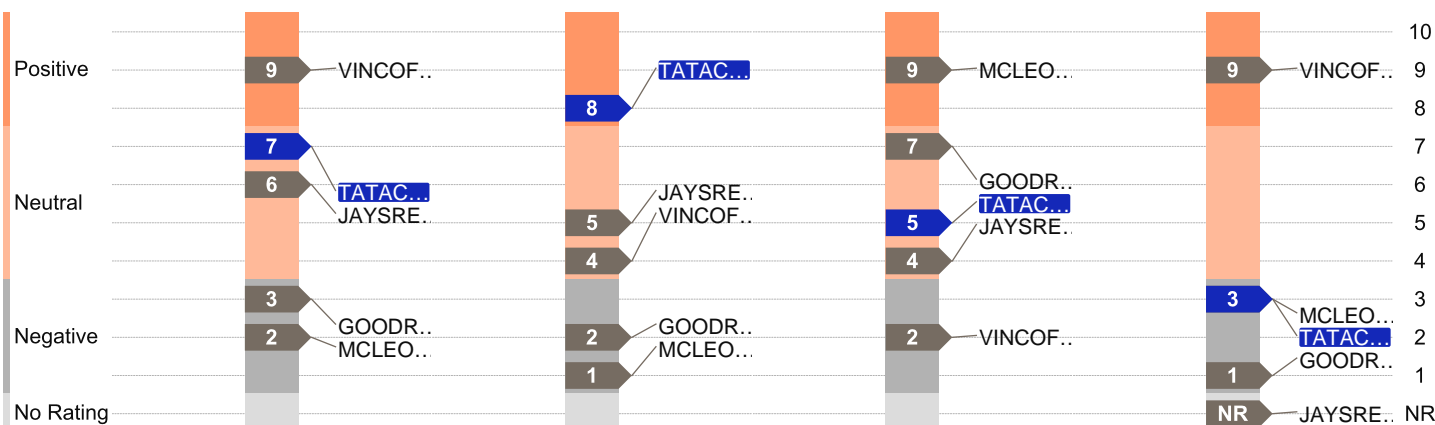 10
Positive 9 VINCOF.. TATAC... 9 MCLEO... 9 VINCOF.. 9
8 8
7 7 7
6 TATAC... JAYSRE.. GOODR.. 6
Neutral JAYSRE.. VINCOF.. TATAC...
5 5 JAYSRE.. 5
4 4 4
3 3 MCLEO... 3
GOODR.. GOODR.. TATAC...
Negative 2 MCLEO... 2 MCLEO... 2 VINCOF.. GOODR.. 2
1 1 1
No Rating NR JAYSRE.. NR